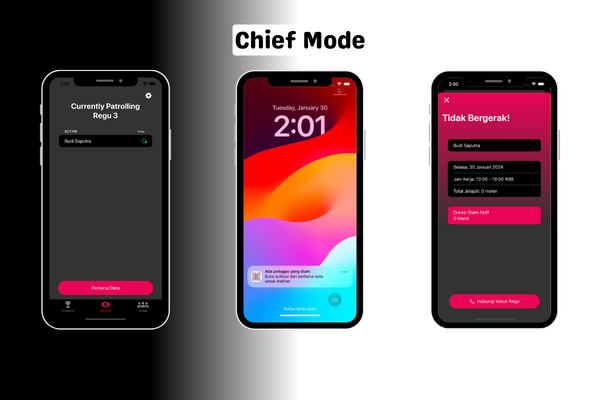 Chief Mode
Currently Patrolling
Regu 3
ACTIVE
Budi Saputra
Perbarui Data
Tuesday, January 30
2:01
Ada petugas yang diam
Buka aplikasi dan perbarui data
untuk melihat
Swipe up to open
2:00
Tidak Bergerak!
Budi Saputra
Selasa, 30 Januari 2024
Jam Kerja: 13:00 - 19:00 WIB
Total Jelajah: 0 meter
Durasi Diam Aktif
0 Menit
Hubungi Ketua Regu